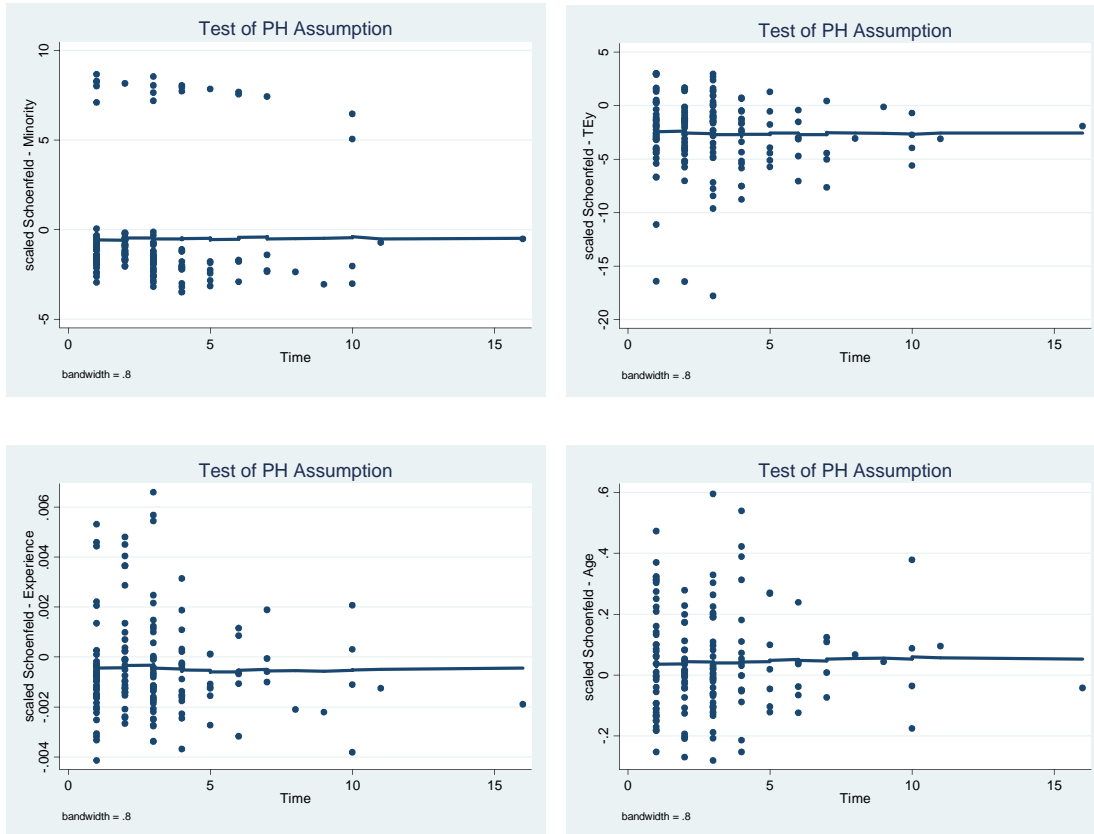 Test of PH Assumption
scaled Schoenfeld - Minority
10
5
0
-5
0 5 10 15
Time
bandwidth = .8
Test of PH Assumption
scaled Schoenfeld - TEy
5
0
-5
-10
-15
-20
0 5 10 15
Time
bandwidth = .8
Test of PH Assumption
scaled Schoenfeld - Experience
.006
.004
.002
0
-.002
-.004
0 5 10 15
Time
bandwidth = .8
Test of PH Assumption
scaled Schoenfeld - Age
.6
.4
.2
0
-.2
0 5 10 15
Time
bandwidth = .8